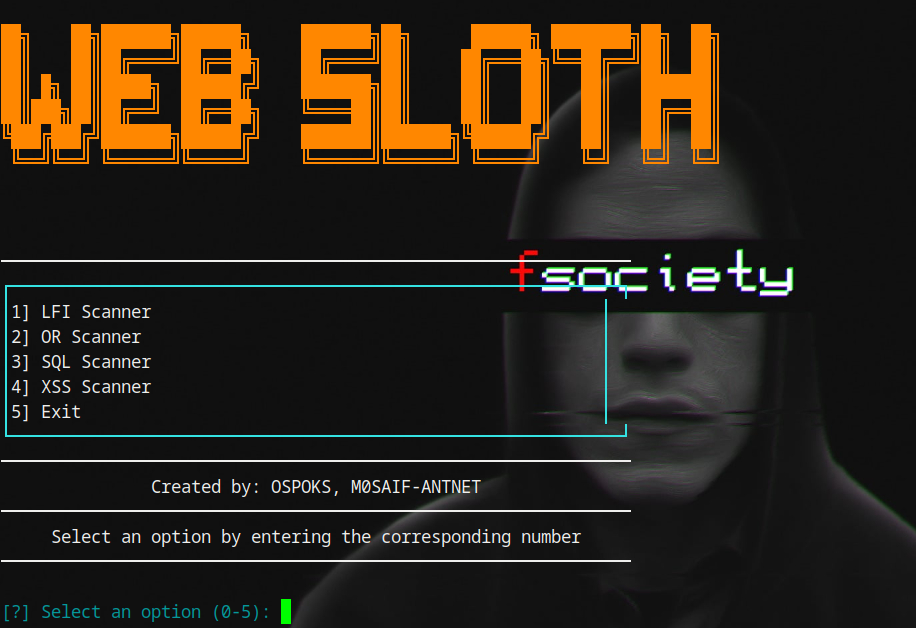 WEB SLOTH
fsociety
1] LFI Scanner
2] OR Scanner
3] SQL Scanner
4] XSS Scanner
5] Exit
Created by: OSPOKS, M0SAIF-ANTNET
Select an option by entering the corresponding number
[?] Select an option (0-5):